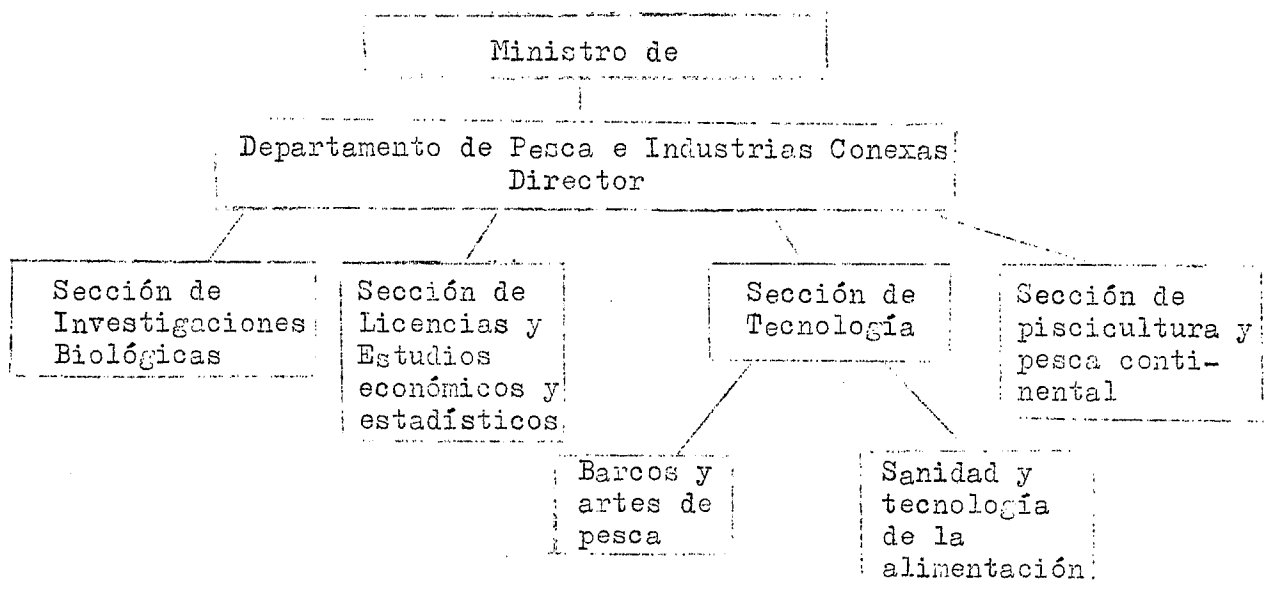 Ministro de
Departamento de Pesca e Industrias Conexas
Director
Sección de
Investigaciones
Biológicas
Sección de
Licencias y
Estudios
económicos y
estadísticos
Sección de
Tecnología
Sección de
piscicultura y
pesca conti-
nental
Barcos y
artes de
pesca
Sanidad y
tecnología
de la
alimentación